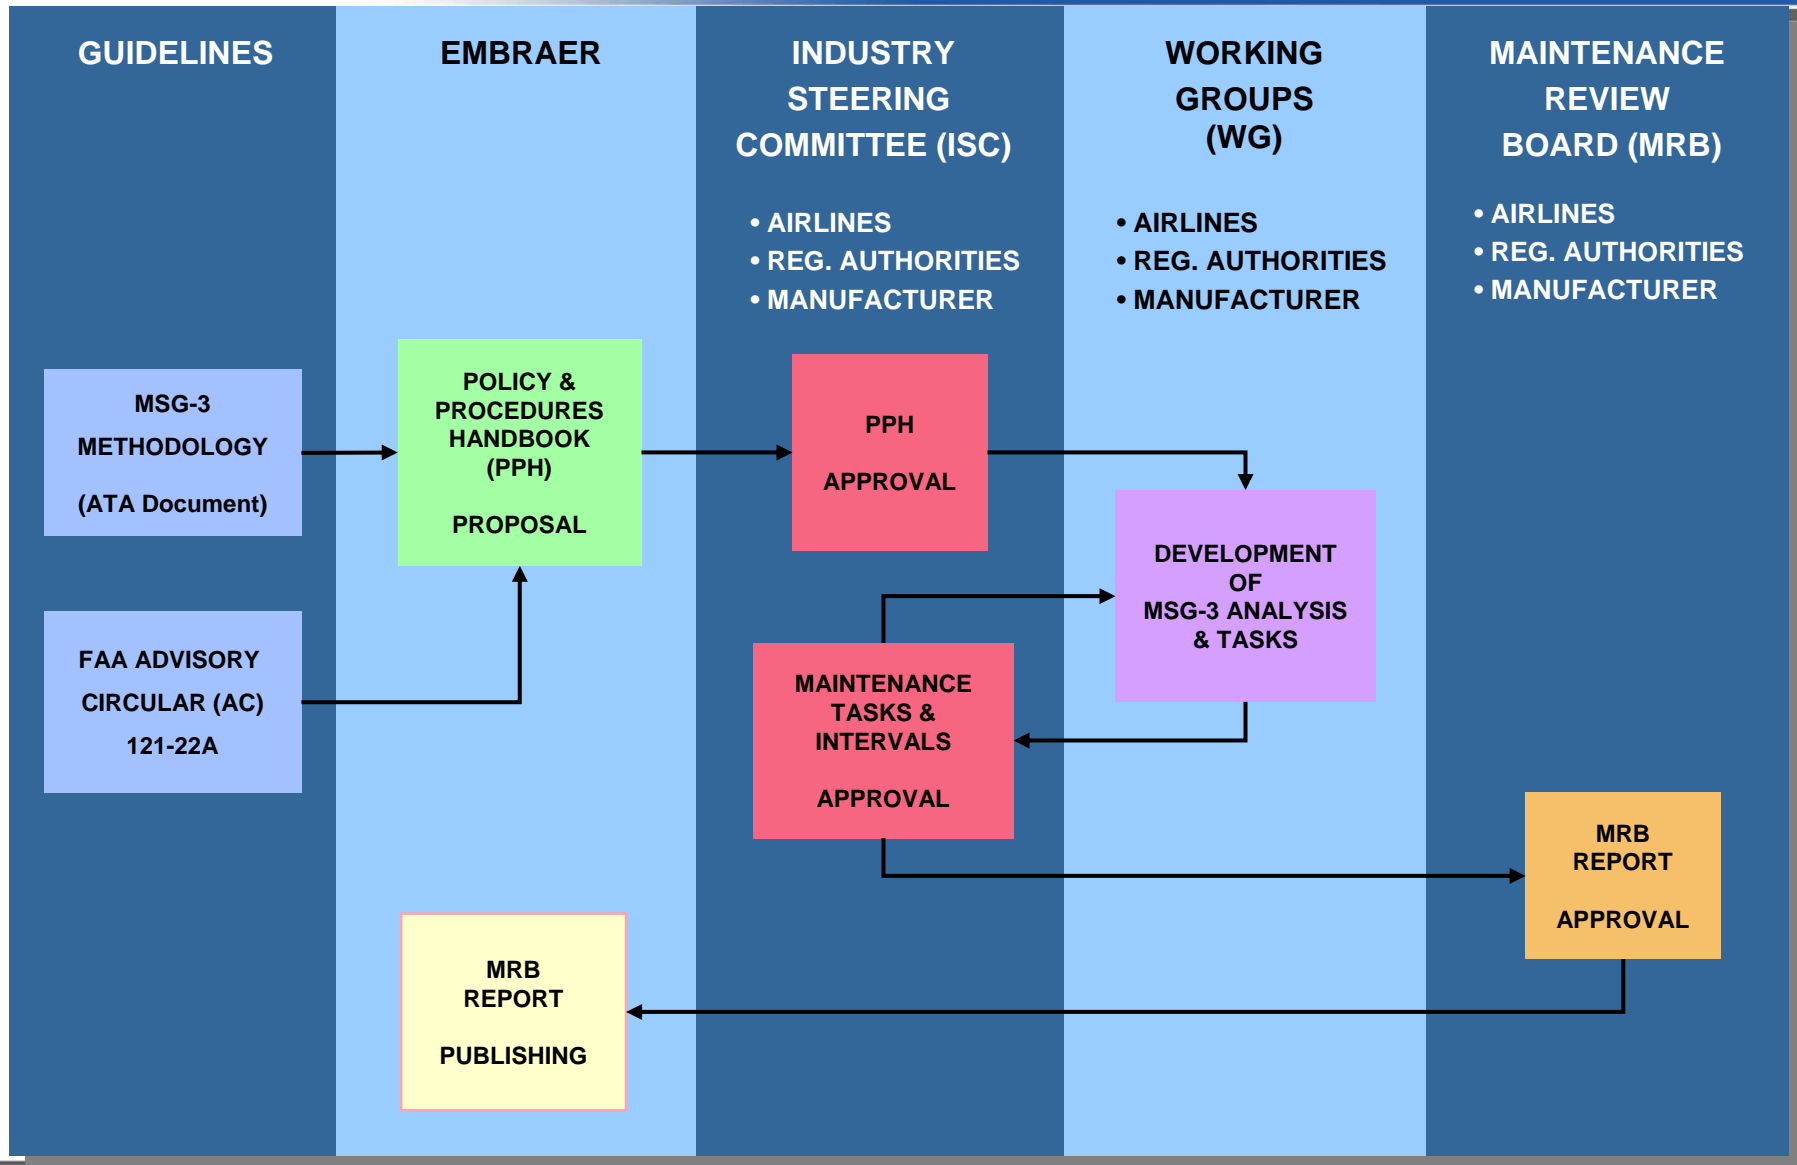 GUIDELINES
EMBRAER
INDUSTRY
STEERING
COMMITTEE (ISC)
• AIRLINES
• REG. AUTHORITIES
• MANUFACTURER
WORKING
GROUPS
(WG)
• AIRLINES
• REG. AUTHORITIES
• MANUFACTURER
MAINTENANCE
REVIEW
BOARD (MRB)
• AIRLINES
• REG. AUTHORITIES
• MANUFACTURER
MSG-3
METHODOLOGY
(ATA Document)
FAA ADVISORY
CIRCULAR (AC)
121-22A
POLICY &
PROCEDURES
HANDBOOK
(PPH)
PROPOSAL
PPH
APPROVAL
DEVELOPMENT
OF
MSG-3 ANALYSIS
& TASKS
MAINTENANCE
TASKS &
INTERVALS
APPROVAL
MRB
REPORT
APPROVAL
MRB
REPORT
PUBLISHING